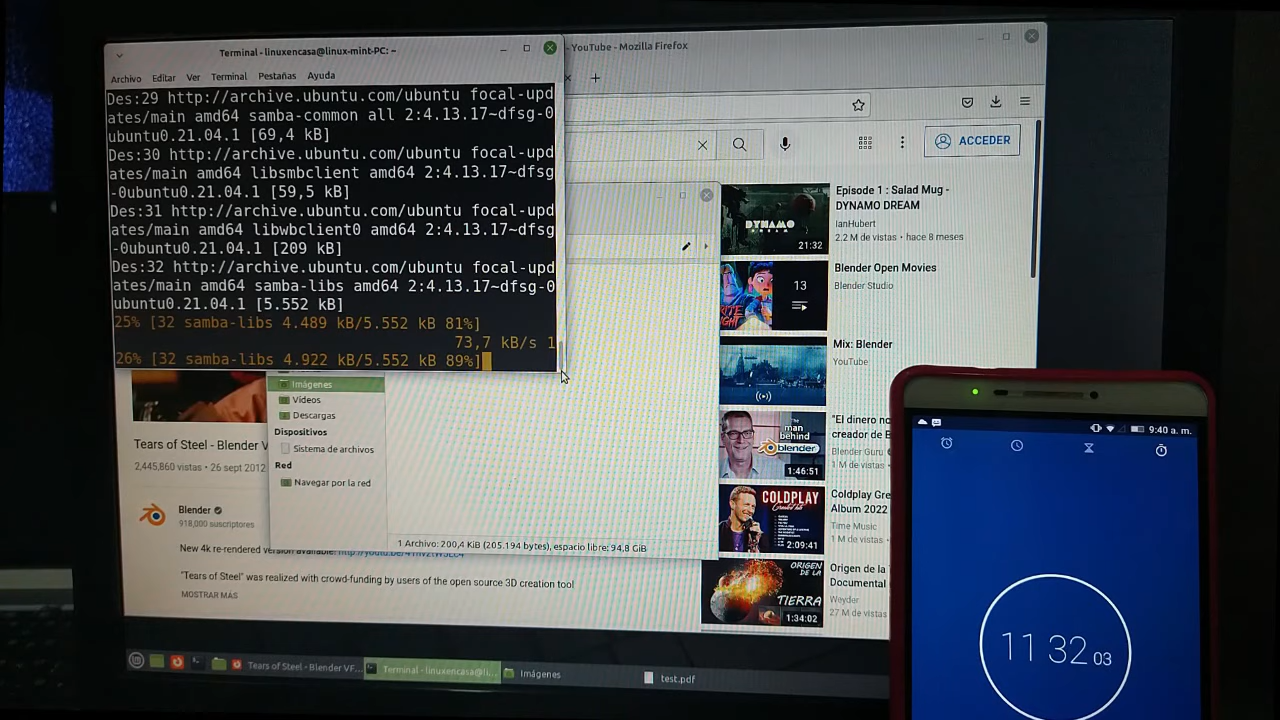 Terminal - linuxencasa@linux-mint-PC: ~
Archivo Editar Ver Terminal Pestañas Ayuda
Des:29 http://archive.ubuntu.com/ubuntu focal-upd
ates/main amd64 samba-common all 2:4.13.17~dfsg-0
ubuntu0.21.04.1 [69,4 kB]
Des:30 http://archive.ubuntu.com/ubuntu focal-upd
ates/main amd64 libsmbclient amd64 2:4.13.17~dfsg
-0ubuntu0.21.04.1 [59,5 kB]
Des:31 http://archive.ubuntu.com/ubuntu focal-upd
ates/main amd64 libwbclient0 amd64 2:4.13.17~dfsg
-0ubuntu0.21.04.1 [209 kB]
Des:32 http://archive.ubuntu.com/ubuntu focal-upd
ates/main amd64 samba-libs amd64 2:4.13.17~dfsg-0
ubuntu0.21.04.1 [5.552 kB]
25% [32 samba-libs 4.489 kB/5.552 kB 81%]
73,7 kB/s 1
26% [32 samba-libs 4.922 kB/5.552 kB 89%]
- YouTube - Mozilla Firefox
ACCEDER
DYNAMO
DREAM
21:32
Episode 1 : Salad Mug -
DYNAMO DREAM
IanHubert
2.2 M de vistas • hace 8 meses
13
Blender Open Movies
Blender Studio
Mix: Blender
YouTube
The
man
behind
blender
1:46:51
"El dinero no
creador de B
Blender Guru
1 M de vistas
COLDPLAY
2:09:41
Coldplay Gre
Album 2022
Time Music
1 M de vistas
ORIGEN
DE LA
TIERRA
1:34:02
Origen de la
Documental
Weyder
27 M de vistas
Imágenes
Vídeos
Descargas
Dispositivos
Sistema de archivos
Red
Navegar por la red
1 Archivo: 200,4 KiB (205.194 bytes), espacio libre: 94,8 GiB
Tears of Steel - Blender V
2,445,860 vistas • 26 sept 2012
Blender
918,000 suscriptores
New 4k re-rendered version available:
"Tears of Steel" was realized with crowd-funding by users of the open source 3D creation tool
MOSTRAR MÁS
Tears of Steel - Blender VF...
Terminal - linuxencasa@li...
Imágenes
test.pdf
9:40 a. m.
11 32 03